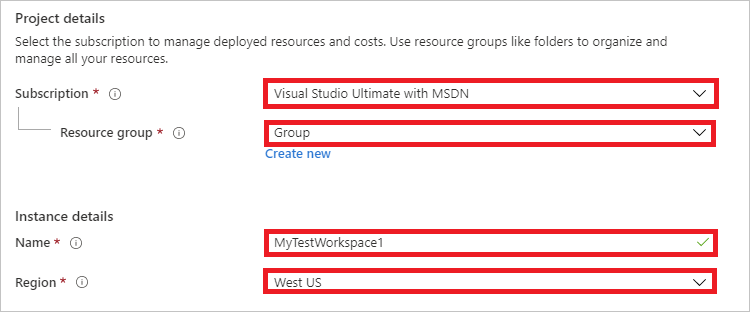 Project details
Select the subscription to manage deployed resources and costs. Use resource groups like folders to organize and
manage all your resources.
Subscription * Visual Studio Ultimate with MSDN
Resource group * Group
Create new
Instance details
Name * MyTestWorkspace1
Region * West US